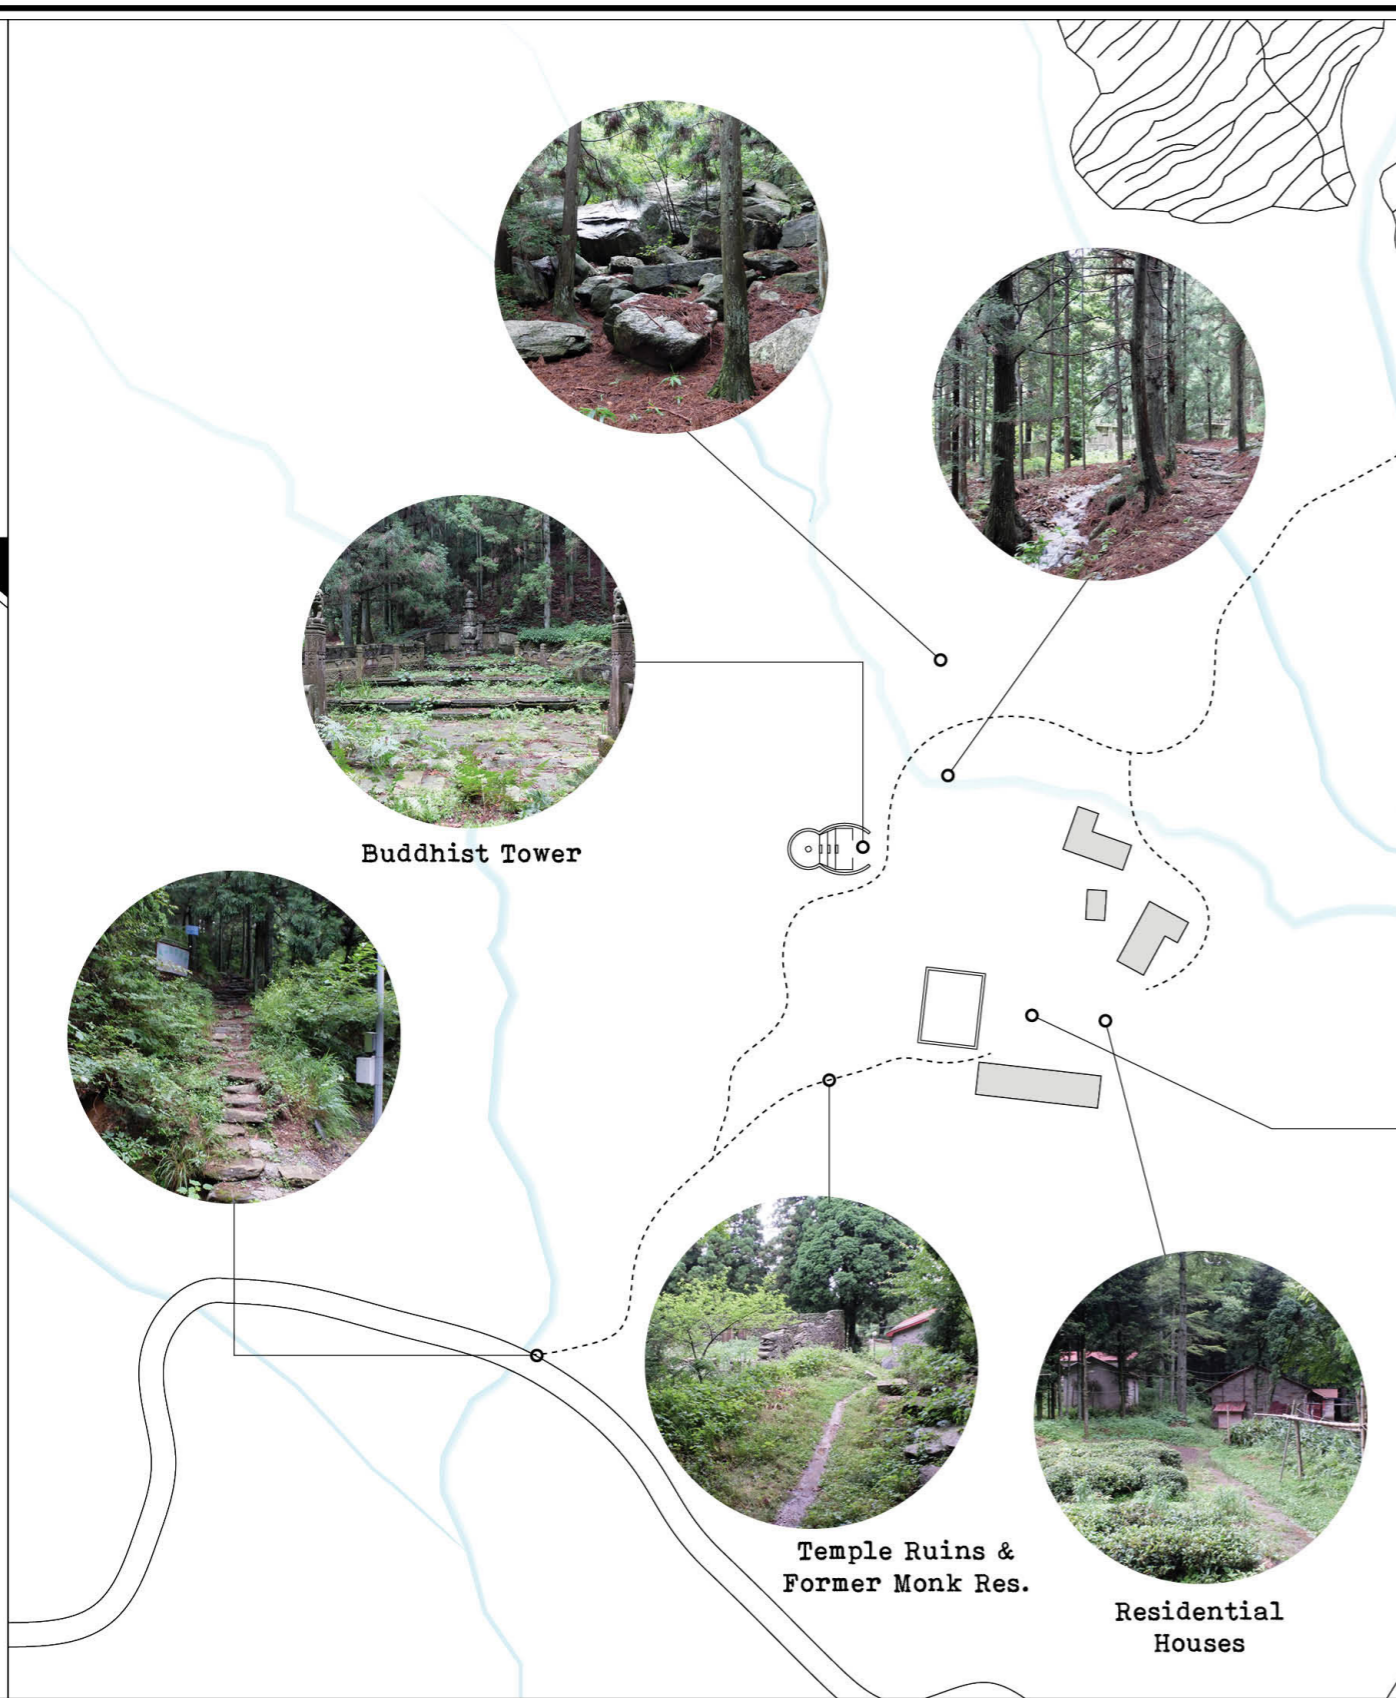 Buddhist Tower
Temple Ruins &
Former Monk Res.
Residential
Houses